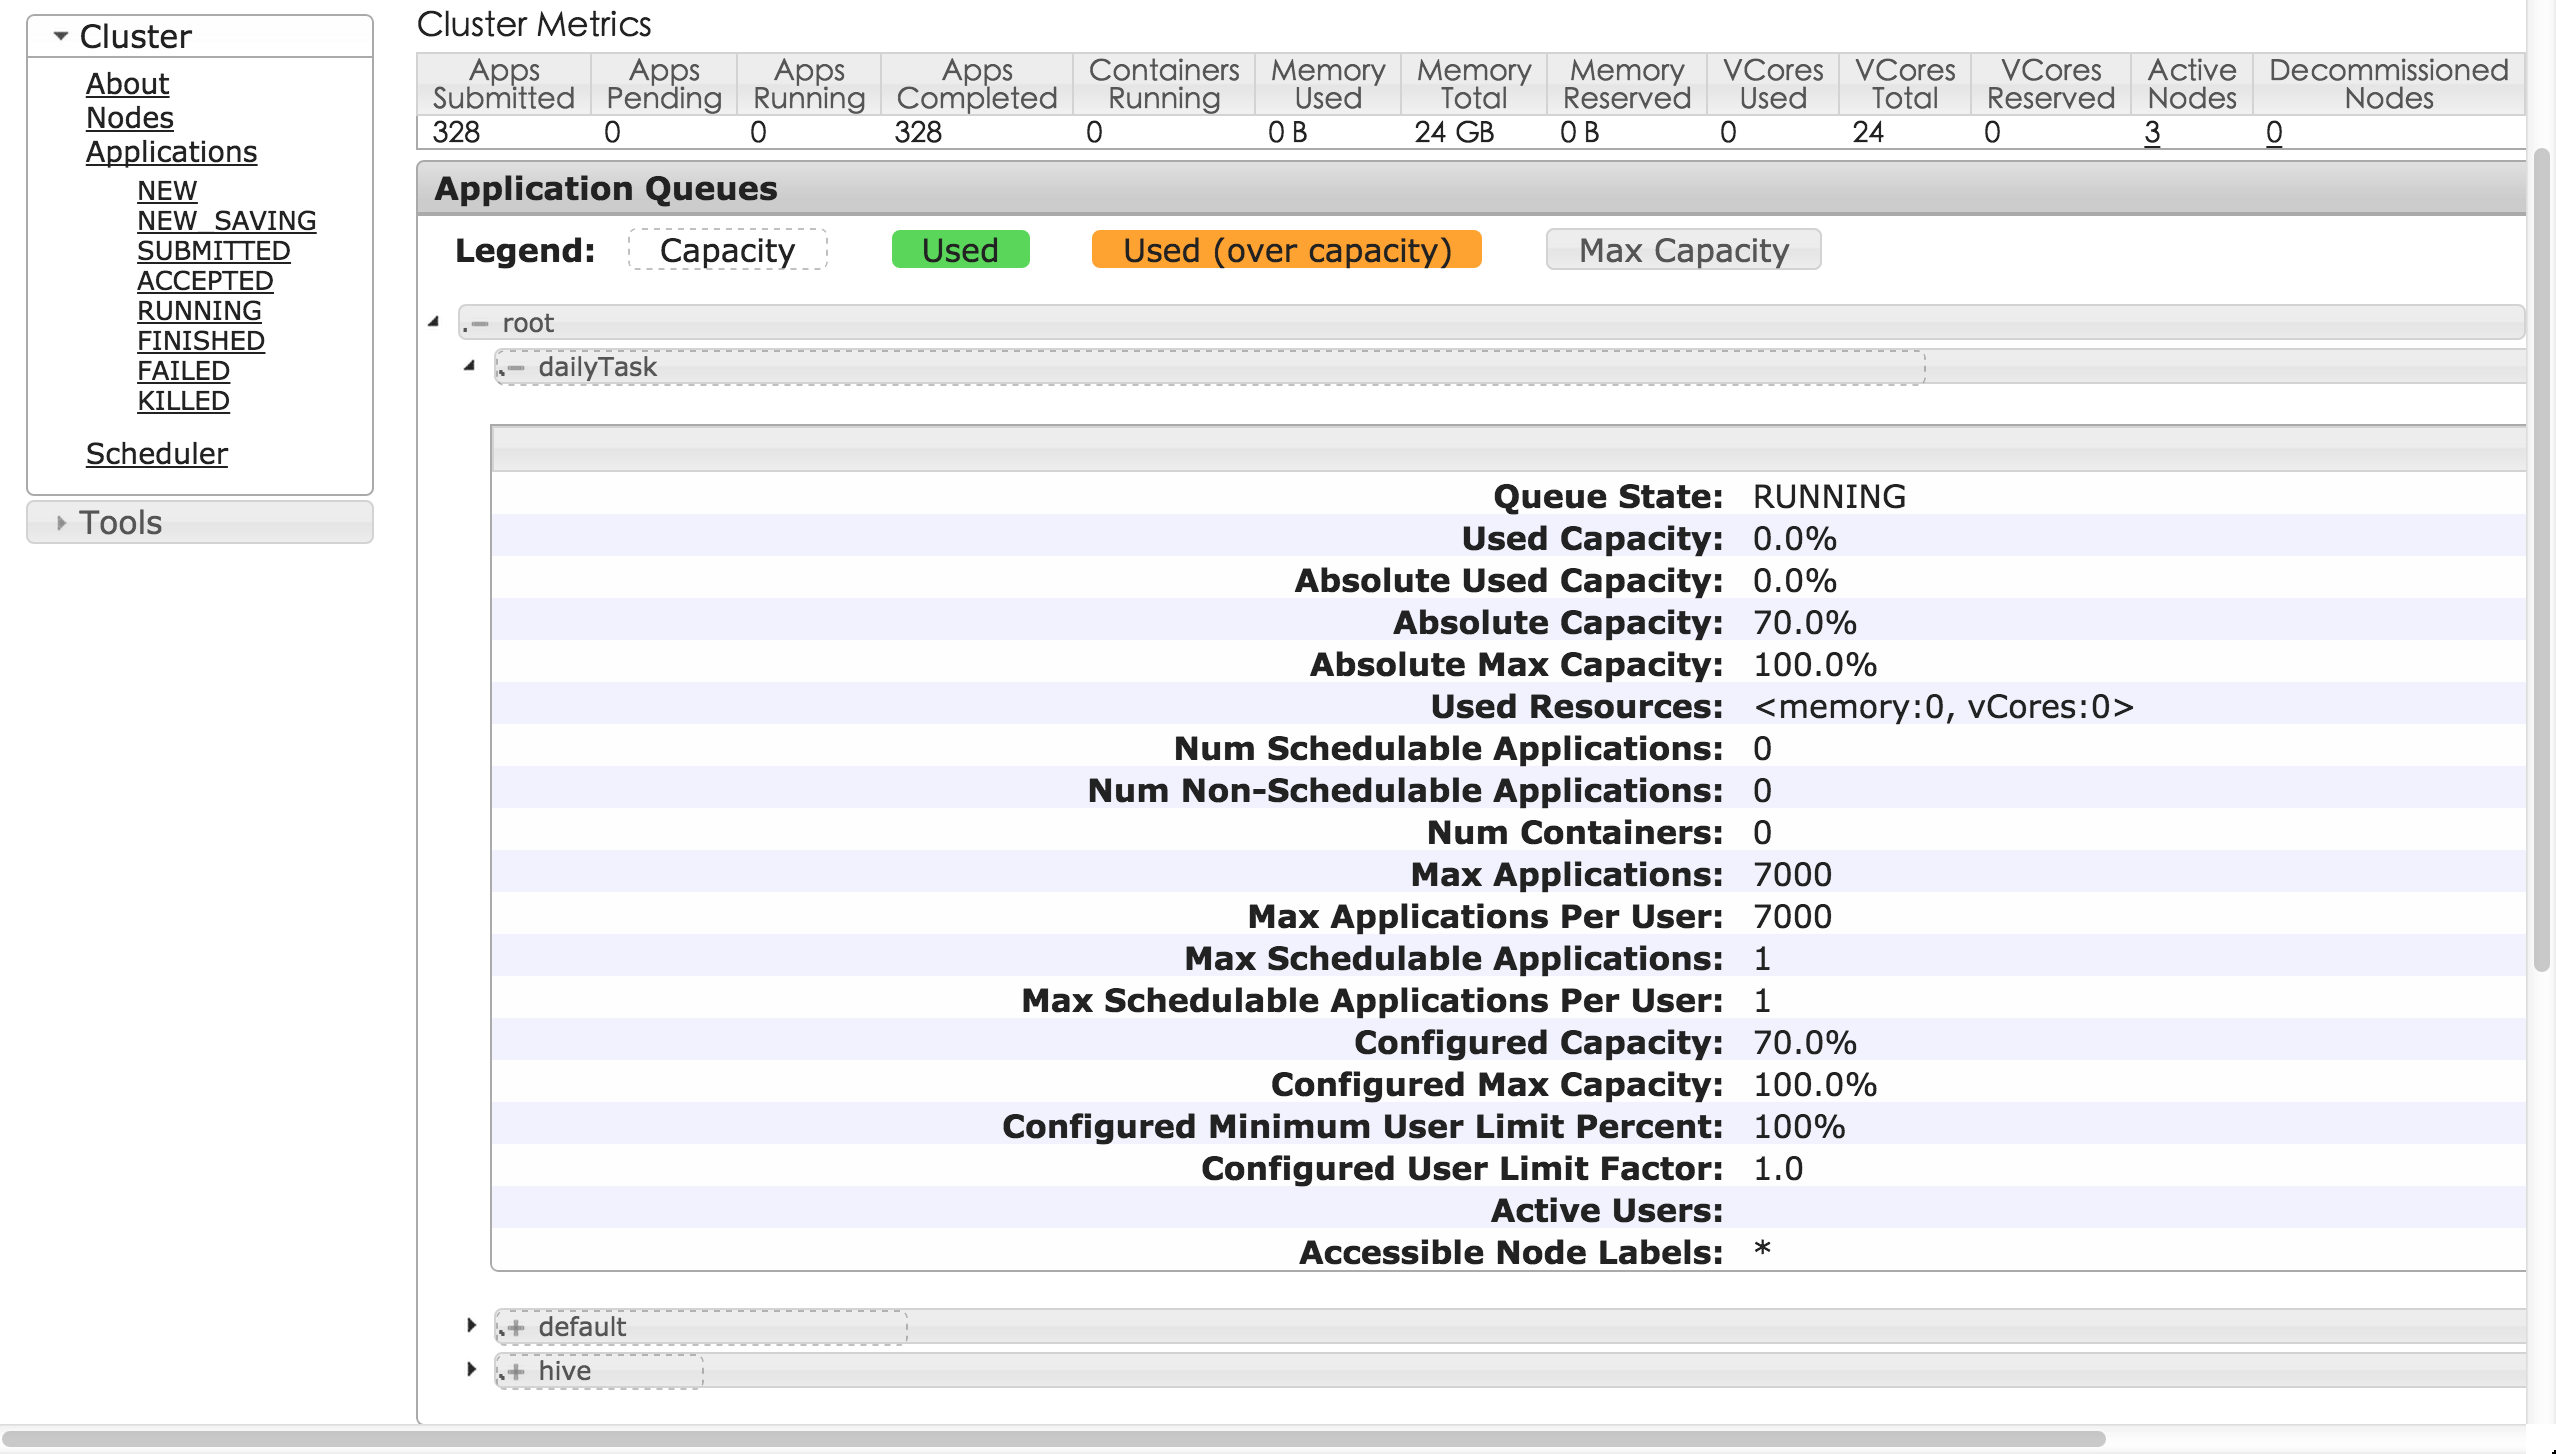 Cluster
About
Nodes
Applications
NEW
NEW_SAVING
SUBMITTED
ACCEPTED
RUNNING
FINISHED
FAILED
KILLED
Scheduler
Tools
Cluster Metrics
Apps Submitted Apps Pending Apps Running Apps Completed Containers Running Memory Used Memory Total Memory Reserved VCores Used VCores Total VCores Reserved Active Nodes Decommissioned Nodes
328 0 0 328 0 0 B 24 GB 0 B 0 24 0 3 0
Application Queues
Legend: Capacity Used Used (over capacity) Max Capacity
root
dailyTask
Queue State: RUNNING
Used Capacity: 0.0%
Absolute Used Capacity: 0.0%
Absolute Capacity: 70.0%
Absolute Max Capacity: 100.0%
Used Resources: <memory:0, vCores:0>
Num Schedulable Applications: 0
Num Non-Schedulable Applications: 0
Num Containers: 0
Max Applications: 7000
Max Applications Per User: 7000
Max Schedulable Applications: 1
Max Schedulable Applications Per User: 1
Configured Capacity: 70.0%
Configured Max Capacity: 100.0%
Configured Minimum User Limit Percent: 100%
Configured User Limit Factor: 1.0
Active Users:
Accessible Node Labels: *
default
hive